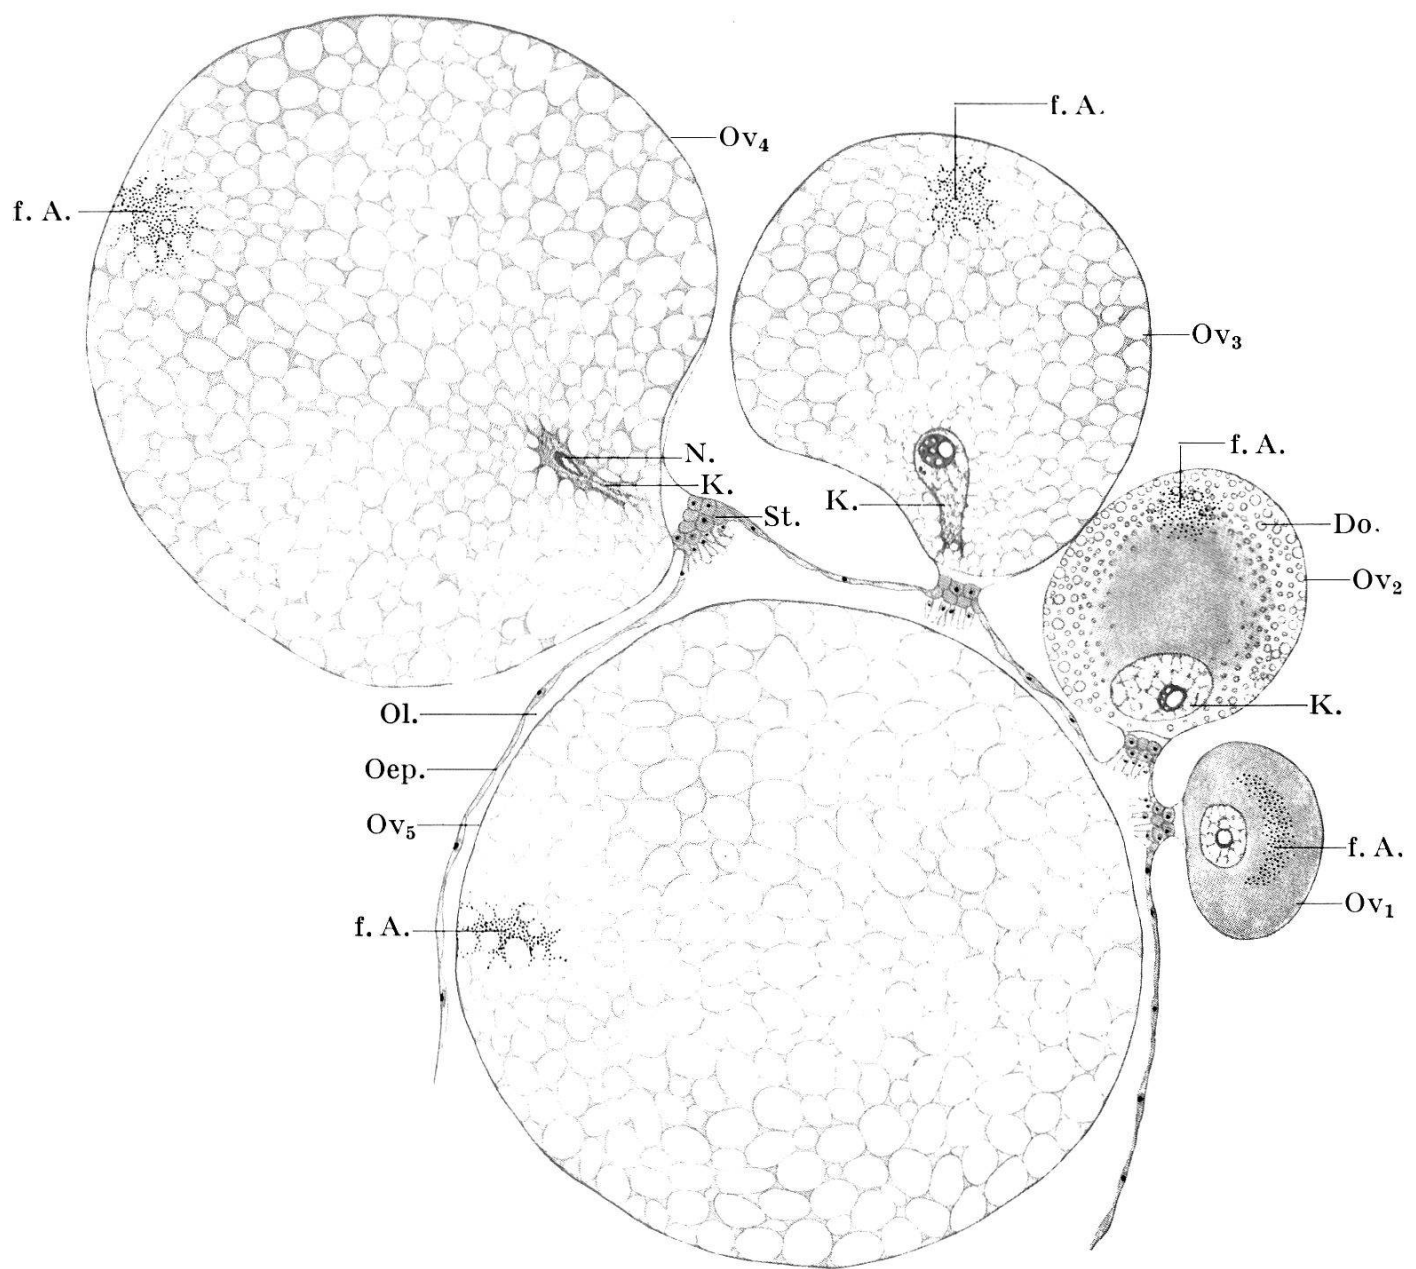 f. A.
Ov₄
f. A.
Ov₃
f. A.
N.
K.
K.
St.
Do.
Ov₂
K.
Ol.
Oep.
Ov₅
f. A.
Ov₁
f. A.